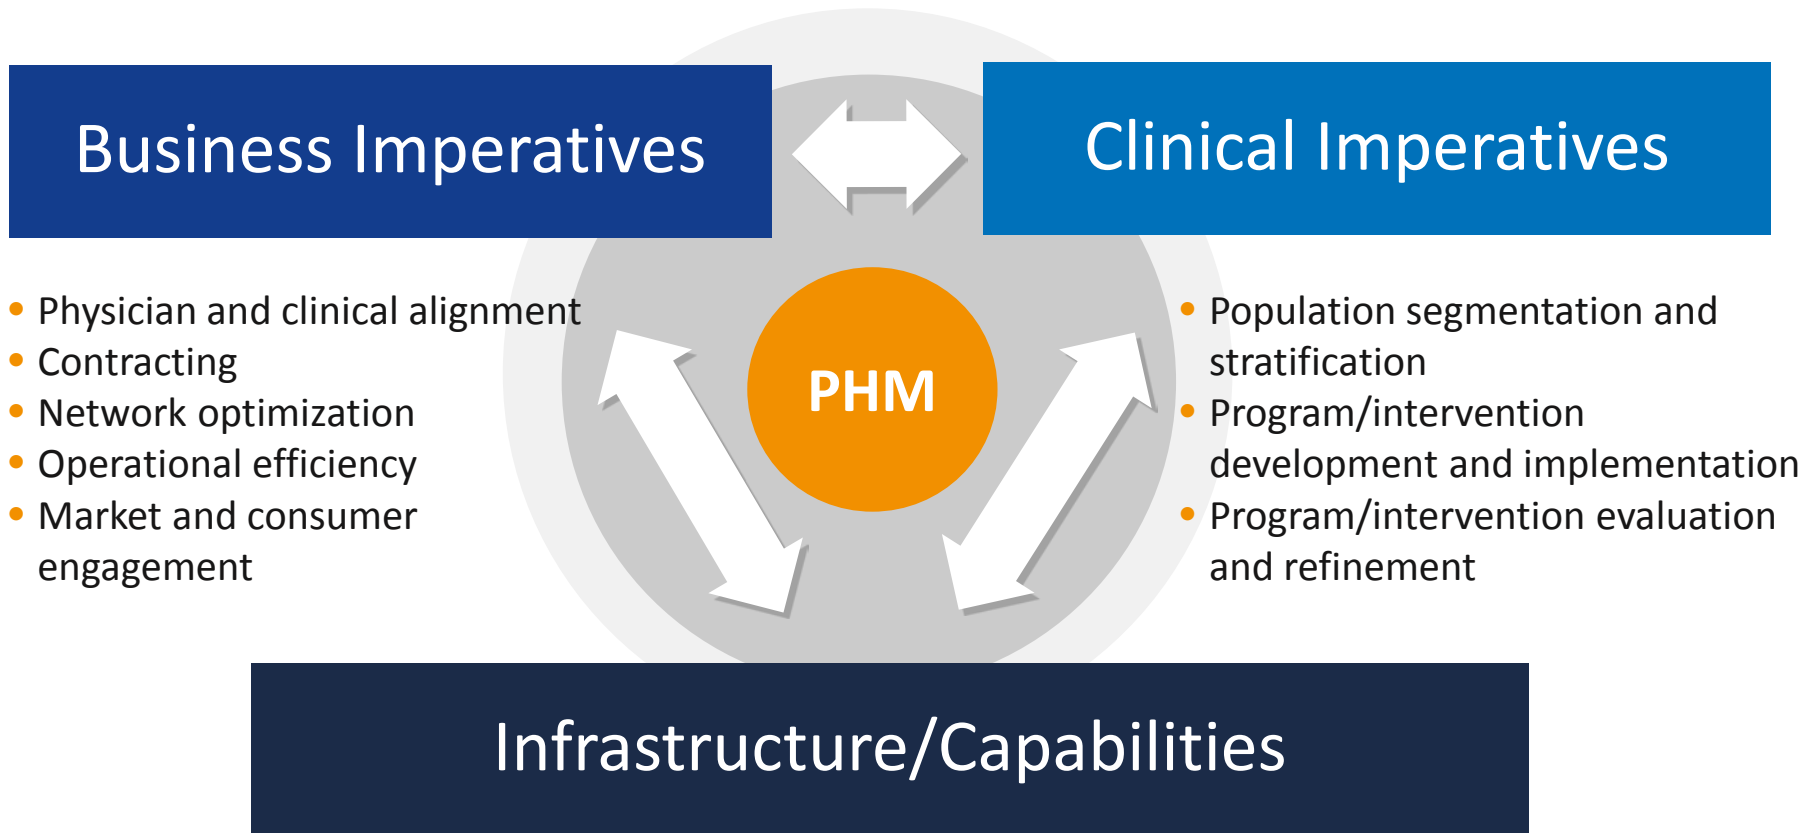 Business Imperatives
Clinical Imperatives
• Physician and clinical alignment
• Contracting
• Network optimization
• Operational efficiency
• Market and consumer
engagement
PHM
• Population segmentation and
stratification
• Program/intervention
development and implementation
• Program/intervention evaluation
and refinement
Infrastructure/Capabilities